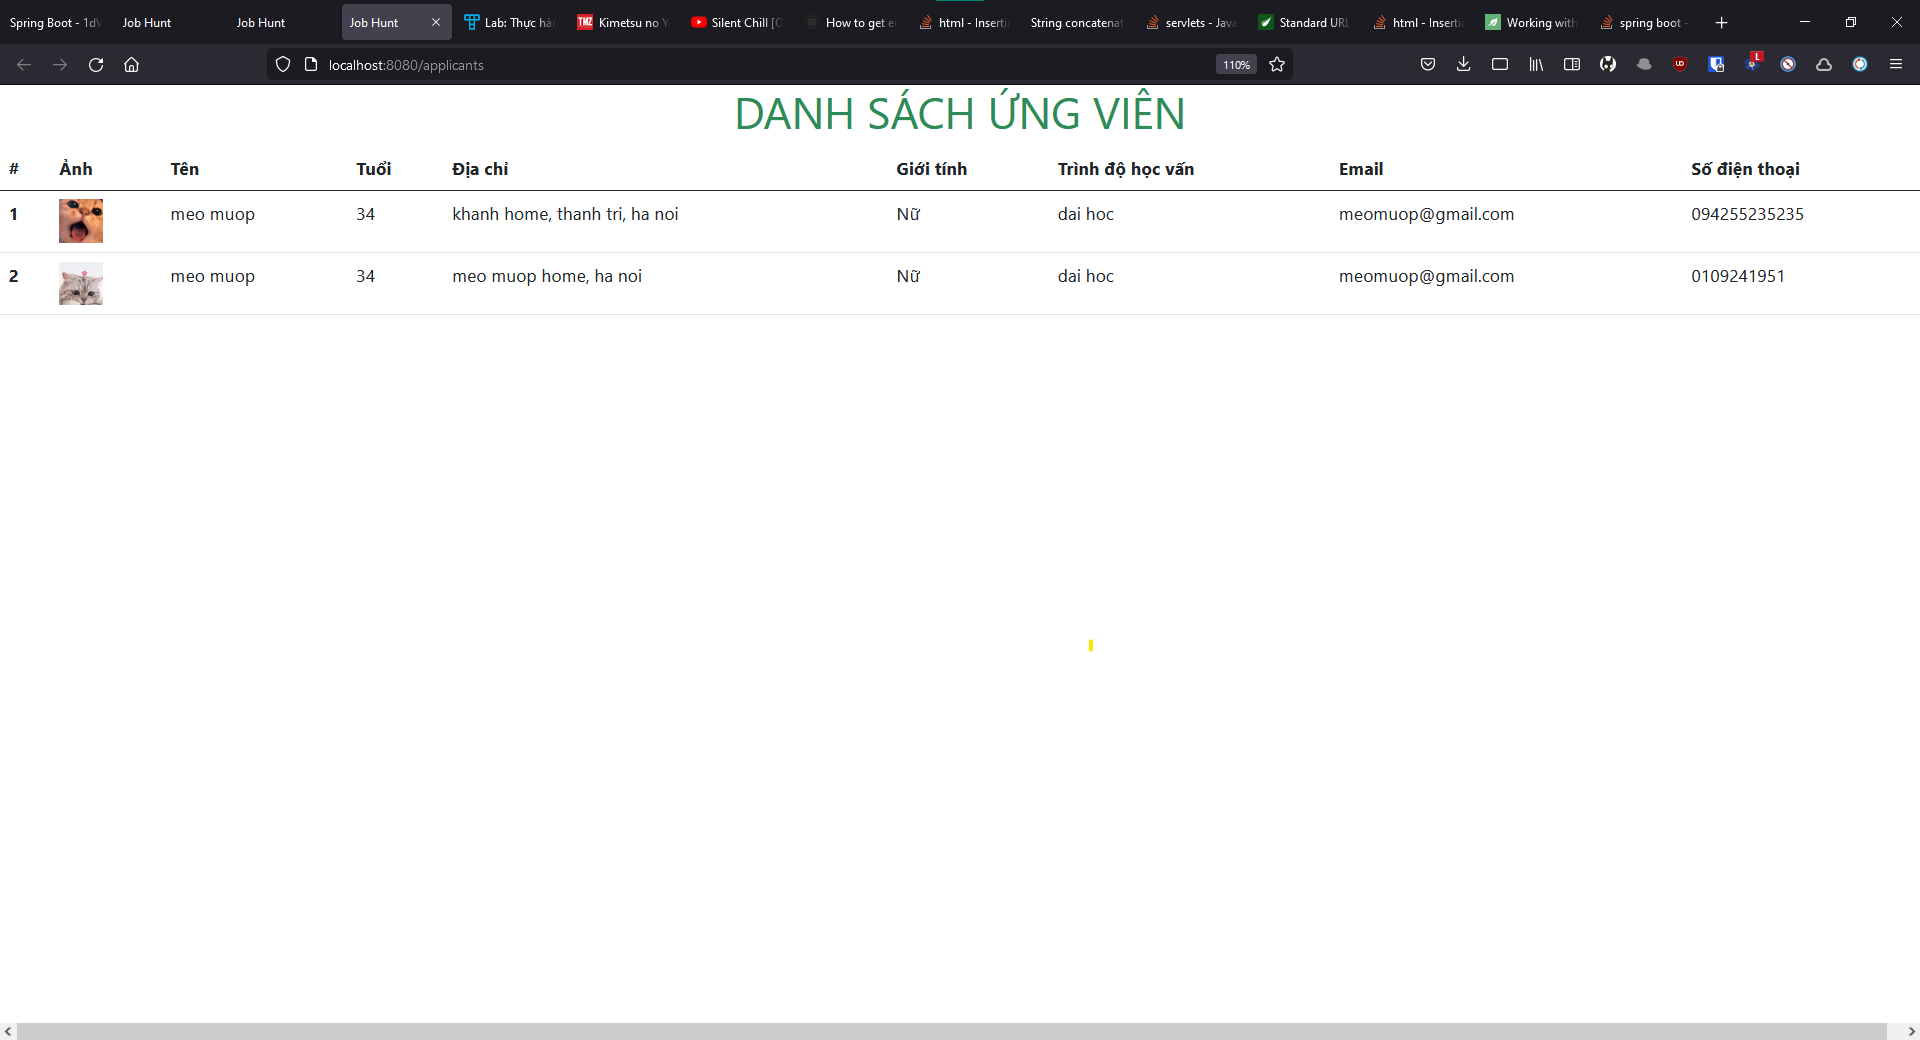 Spring Boot - 1d
Job Hunt
Job Hunt
Job Hunt
Lab: Thực hàn
Kimetsu no Y
Silent Chill [O
How to get e
html - Inserti
String concatenat
servlets - Java
Standard URL
html - Inserti
Working with
spring boot -
localhost:8080/applicants
110%
DANH SÁCH ỨNG VIÊN
# Ảnh Tên Tuổi Địa chỉ Giới tính Trình độ học vấn Email Số điện thoại
1 meo muop 34 khanh home, thanh tri, ha noi Nữ dai hoc meomuop@gmail.com 094255235235
2 meo muop 34 meo muop home, ha noi Nữ dai hoc meomuop@gmail.com 0109241951